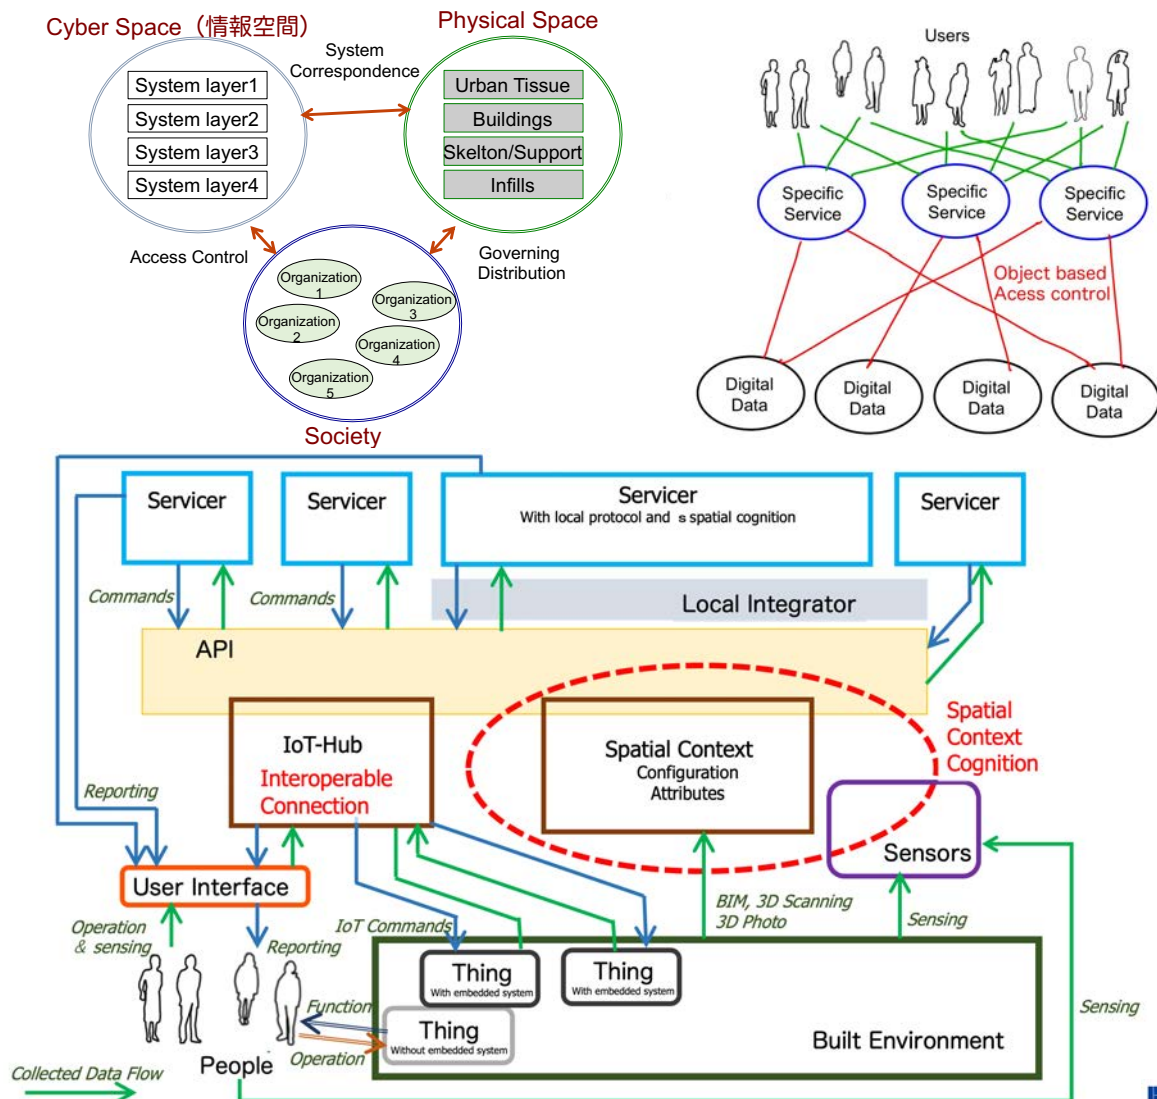 Cyber Space（情報空間）
Physical Space
System
Correspondence
System layer1
System layer2
System layer3
System layer4
Urban Tissue
Buildings
Skelton/Support
Infills
Access Control
Governing
Distribution
Organization
1
Organization
2
Organization
3
Organization
4
Organization
5
Society
Users
Specific
Service
Specific
Service
Specific
Service
Object based
Acess control
Digital
Data
Digital
Data
Digital
Data
Digital
Data
Servicer
Servicer
Servicer
With local protocol and s spatial cognition
Servicer
Commands
Commands
Local Integrator
API
IoT-Hub
Interoperable
Connection
Spatial Context
Configuration
Attributes
Spatial
Context
Cognition
Reporting
User Interface
Sensors
Operation
& sensing
Reporting
IoT Commands
BIM, 3D Scanning
3D Photo
Sensing
Thing
With embedded system
Thing
With embedded system
Function
Thing
Without embedded system
Operation
Built Environment
Sensing
People
Collected Data Flow